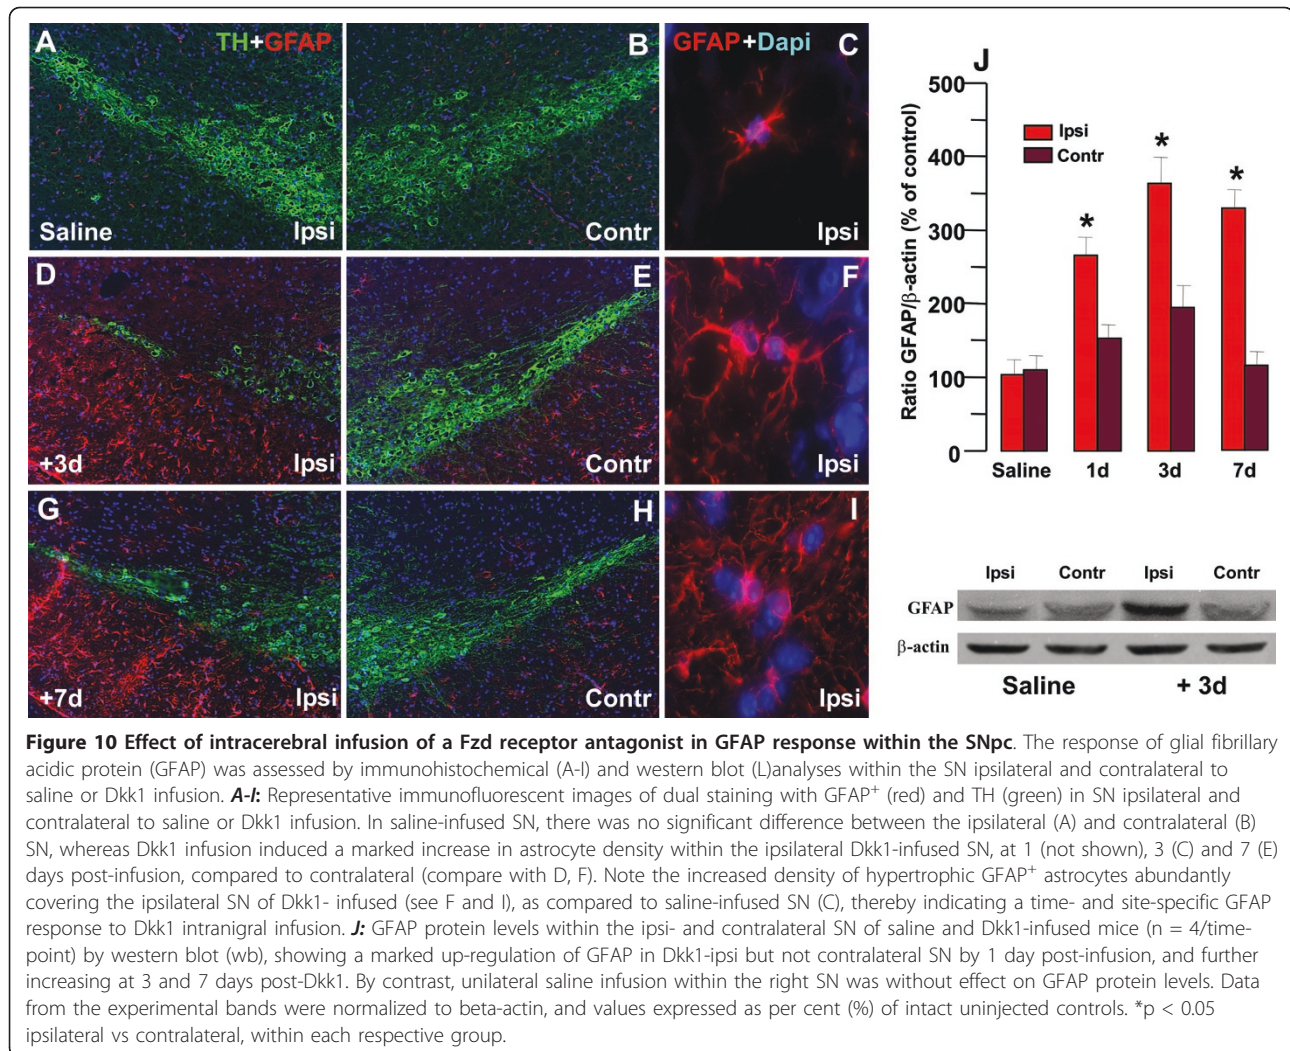 A
TH+GFAP
B
GFAP+Dapi
C
Saline
Ipsi
Contr
Ipsi
D
E
F
+3d
Ipsi
Contr
Ipsi
G
H
I
+7d
Ipsi
Contr
Ipsi
J
Ratio GFAP/β-actin (% of control)
500
400
300
200
100
0
Ipsi
Contr
*
*
*
Saline
1d
3d
7d
Ipsi
Contr
Ipsi
Contr
GFAP
β-actin
Saline
+ 3d
Figure 10 Effect of intracerebral infusion of a Fzd receptor antagonist in GFAP response within the SNpc. The response of glial fibrillary
acidic protein (GFAP) was assessed by immunohistochemical (A-I) and western blot (L)analyses within the SN ipsilateral and contralateral to
saline or Dkk1 infusion. A-I: Representative immunofluorescent images of dual staining with GFAP⁺ (red) and TH (green) in SN ipsilateral and
contralateral to saline or Dkk1 infusion. In saline-infused SN, there was no significant difference between the ipsilateral (A) and contralateral (B)
SN, whereas Dkk1 infusion induced a marked increase in astrocyte density within the ipsilateral Dkk1-infused SN, at 1 (not shown), 3 (C) and 7 (E)
days post-infusion, compared to contralateral (compare with D, F). Note the increased density of hypertrophic GFAP⁺ astrocytes abundantly
covering the ipsilateral SN of Dkk1- infused (see F and I), as compared to saline-infused SN (C), thereby indicating a time- and site-specific GFAP
response to Dkk1 intranigral infusion. J: GFAP protein levels within the ipsi- and contralateral SN of saline and Dkk1-infused mice (n = 4/time-
point) by western blot (wb), showing a marked up-regulation of GFAP in Dkk1-ipsi but not contralateral SN by 1 day post-infusion, and further
increasing at 3 and 7 days post-Dkk1. By contrast, unilateral saline infusion within the right SN was without effect on GFAP protein levels. Data
from the experimental bands were normalized to beta-actin, and values expressed as per cent (%) of intact uninjected controls. *p < 0.05
ipsilateral vs contralateral, within each respective group.